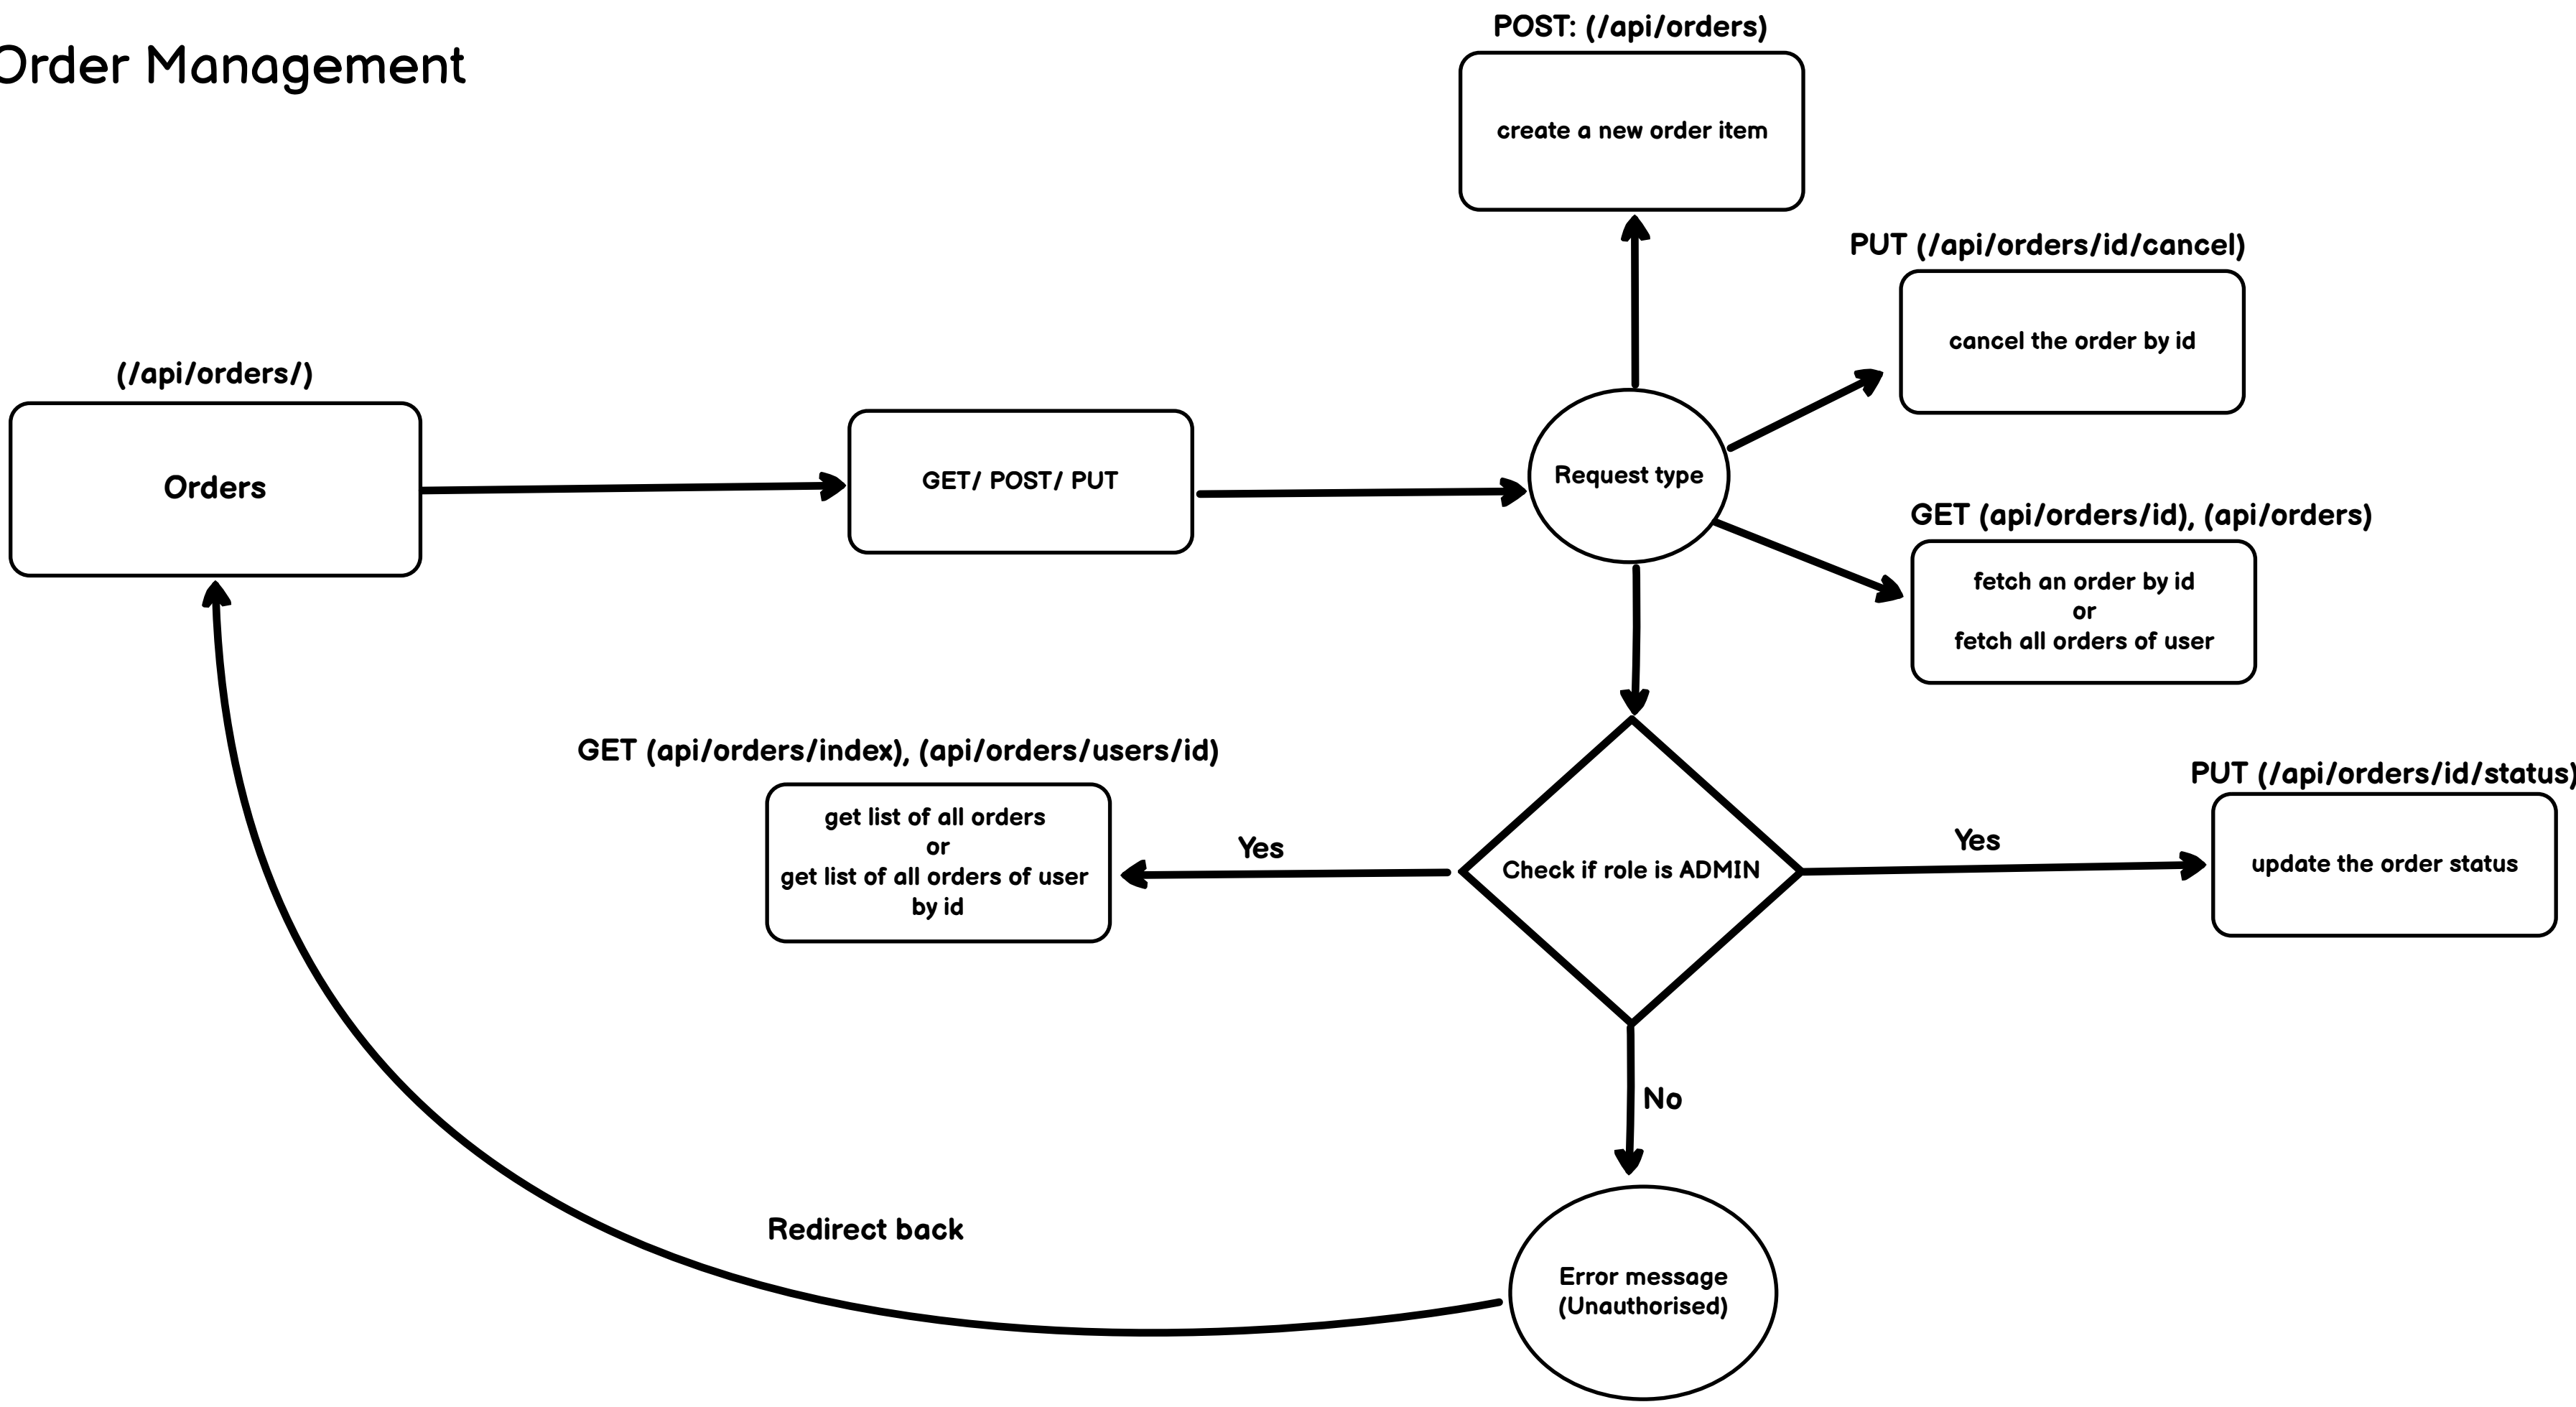 Order Management
POST: (/api/orders)
create a new order item
PUT (/api/orders/id/cancel)
cancel the order by id
(/api/orders/)
Orders
GET/ POST/ PUT
Request type
GET (api/orders/id), (api/orders)
fetch an order by id
or
fetch all orders of user
GET (api/orders/index), (api/orders/users/id)
get list of all orders
or
get list of all orders of user
by id
Yes
Check if role is ADMIN
Yes
PUT (/api/orders/id/status)
update the order status
No
Redirect back
Error message
(Unauthorised)